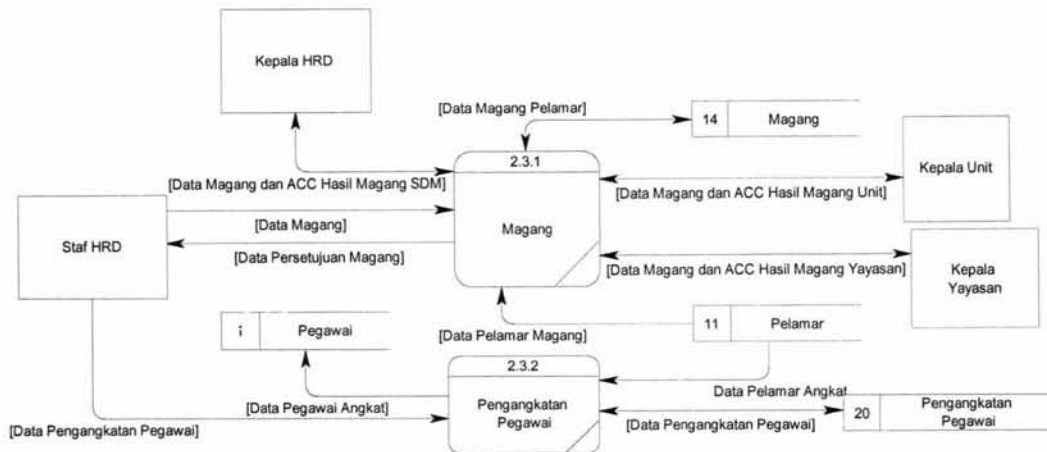 Kepala HRD
[Data Magang Pelamar]
14
Magang
2.3.1
Kepala Unit
[Data Magang dan ACC Hasil Magang SDM]
[Data Magang dan ACC Hasil Magang Unit]
[Data Magang]
Magang
Staf HRD
[Data Persetujuan Magang]
[Data Magang dan ACC Hasil Magang Yayasan]
Kepala
Yayasan
Pegawai
11
Pelamar
[Data Pelamar Magang]
2.3.2
Data Pelamar Angkat
[Data Pegawai Angkat]
Pengangkatan
Pegawai
20
Pengangkatan
Pegawai
[Data Pengangkatan Pegawai]
[Data Pengangkatan Pegawai]